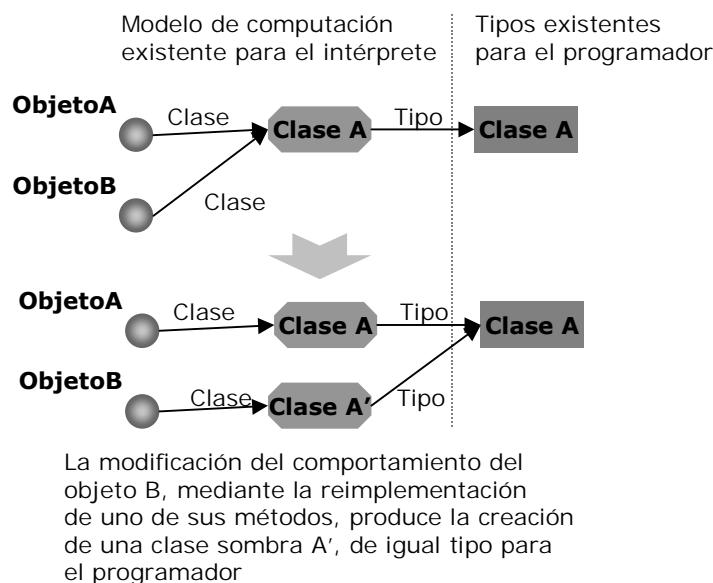 Modelo de computación
existente para el intérprete
Tipos existentes
para el programador
ObjetoA
Clase
Clase A
Tipo
Clase A
ObjetoB
Clase
ObjetoA
Clase
Clase A
Tipo
Clase A
ObjetoB
Clase
Clase A'
Tipo
La modificación del comportamiento del
objeto B, mediante la reimplementación
de uno de sus métodos, produce la creación
de una clase sombra A', de igual tipo para
el programador